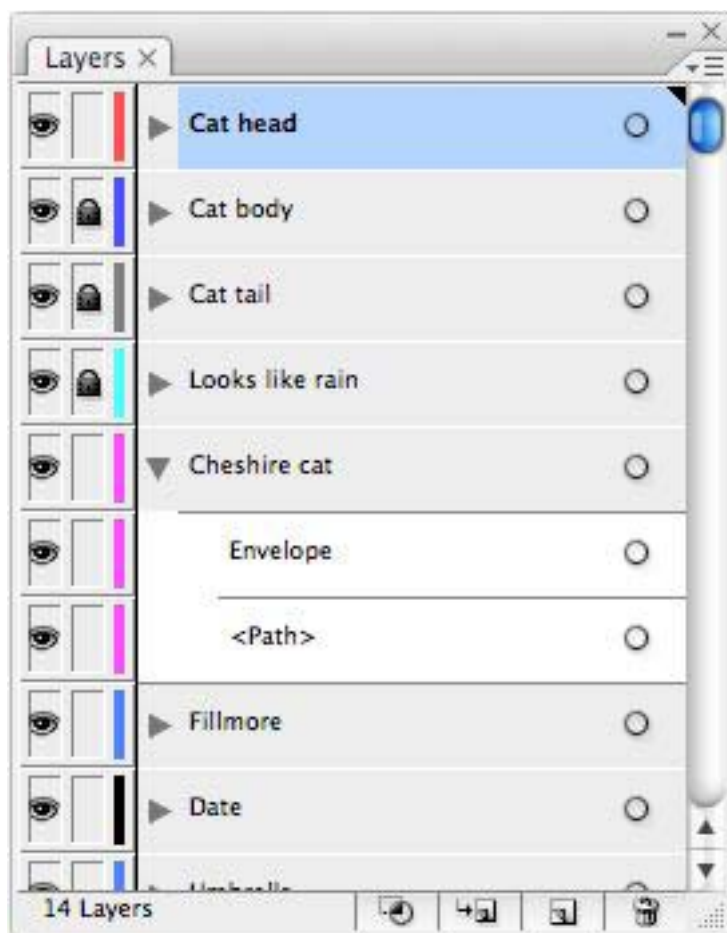 Layers
Cat head
Cat body
Cat tail
Looks like rain
Cheshire cat
Envelope
<Path>
Fillmore
Date
14 Layers